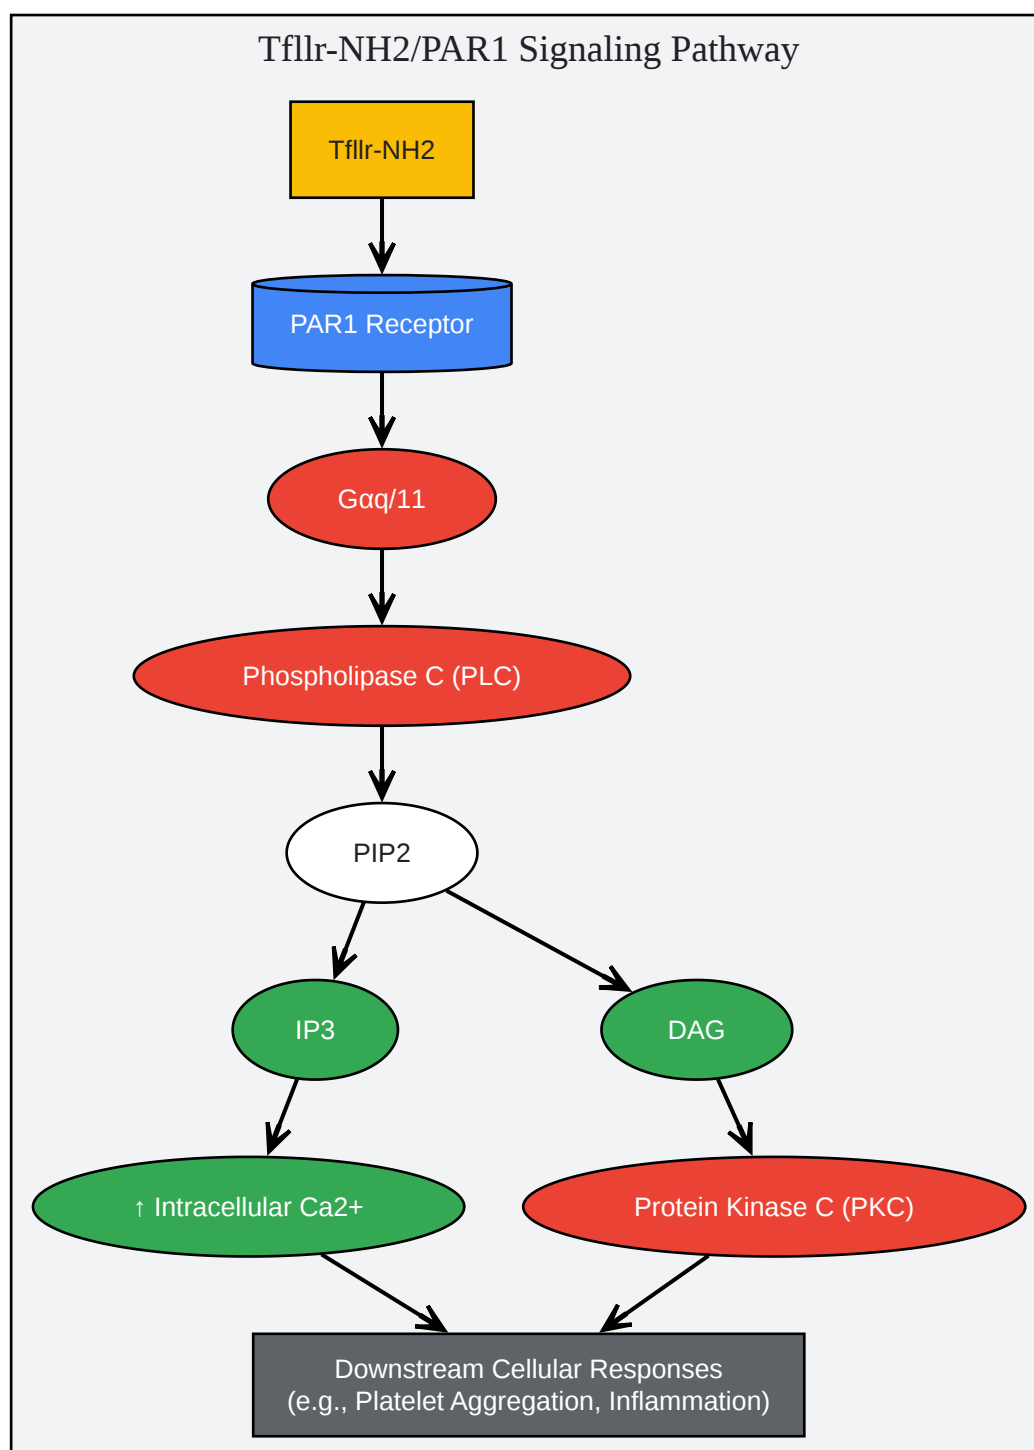 Tfllr-NH2/PAR1 Signaling Pathway
Tfllr-NH2
PAR1 Receptor
Gαq/11
Phospholipase C (PLC)
PIP2
IP3
DAG
↑ Intracellular Ca2+
Protein Kinase C (PKC)
Downstream Cellular Responses
(e.g., Platelet Aggregation, Inflammation)